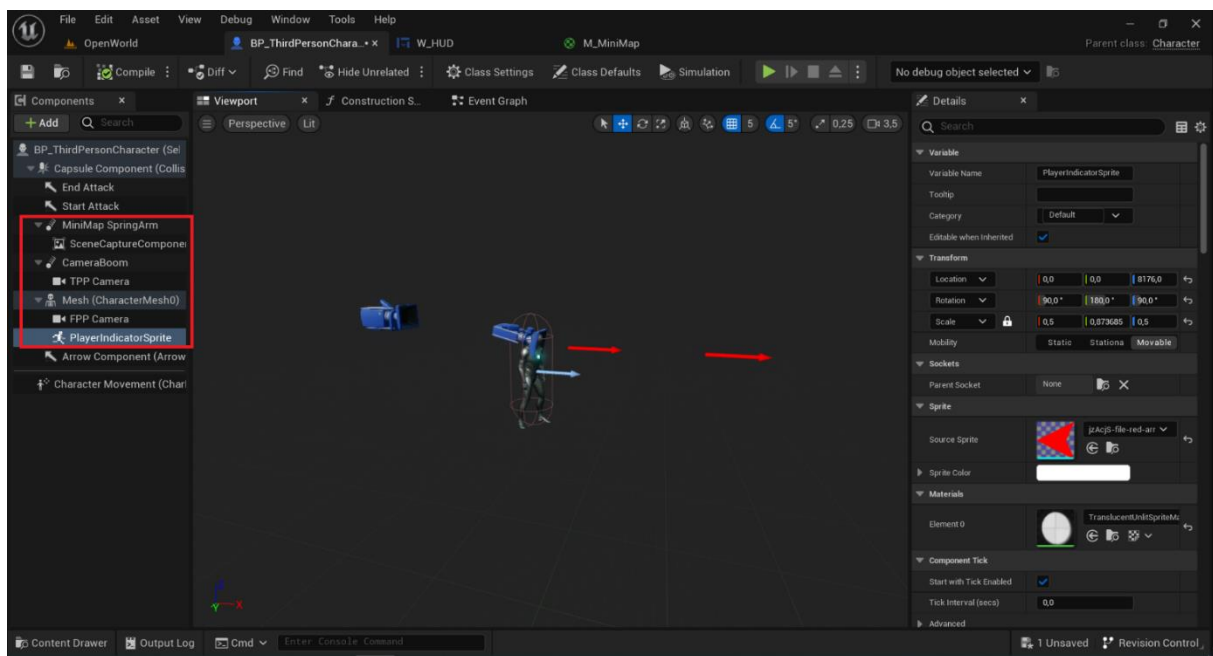 File Edit Asset View Debug Window Tools Help
OpenWorld BP_ThirdPersonChara..• × W_HUD M_MiniMap Parent class: Character
Compile Diff Find Hide Unrelated Class Settings Class Defaults Simulation No debug object selected
Components × Viewport × Construction S... Event Graph Details ×
+ Add Search Perspective Lit 5 5° 0,25 3,5 Search
BP_ThirdPersonCharacter (Sel
Capsule Component (Collis
End Attack
Start Attack
MiniMap SpringArm
SceneCaptureComponei
CameraBoom
TPP Camera
Mesh (CharacterMesh0)
FPP Camera
PlayerIndicatorSprite
Arrow Component (Arrow
Character Movement (Char
Variable
Variable Name PlayerIndicatorSprite
Tooltip
Category Default
Editable when Inherited
Transform
Location 0,0 0,0 8176,0
Rotation 90,0° 180,0° 90,0°
Scale 0,5 0,873685 0,5
Mobility Static Stationa Movable
Sockets
Parent Socket None
Sprite
Source Sprite jzAcjS-file-red-arr
Sprite Color
Materials
Element 0 TranslucentUnlitSpriteMa
Component Tick
Start with Tick Enabled
Tick Interval (secs) 0,0
Advanced
Y X
Content Drawer Output Log Cmd Enter Console Command 1 Unsaved Revision Control